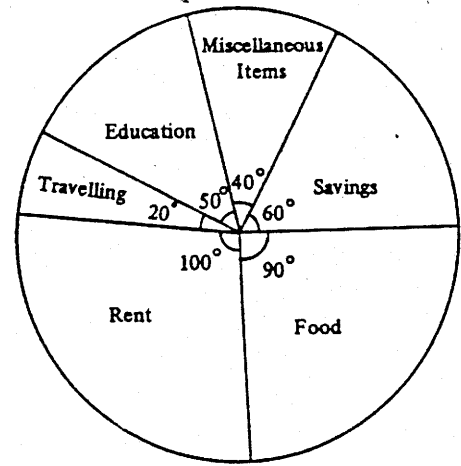 Miscellaneous
Items
Education
Savings
Travelling
40°
50°
60°
20°
100°
90°
Rent
Food